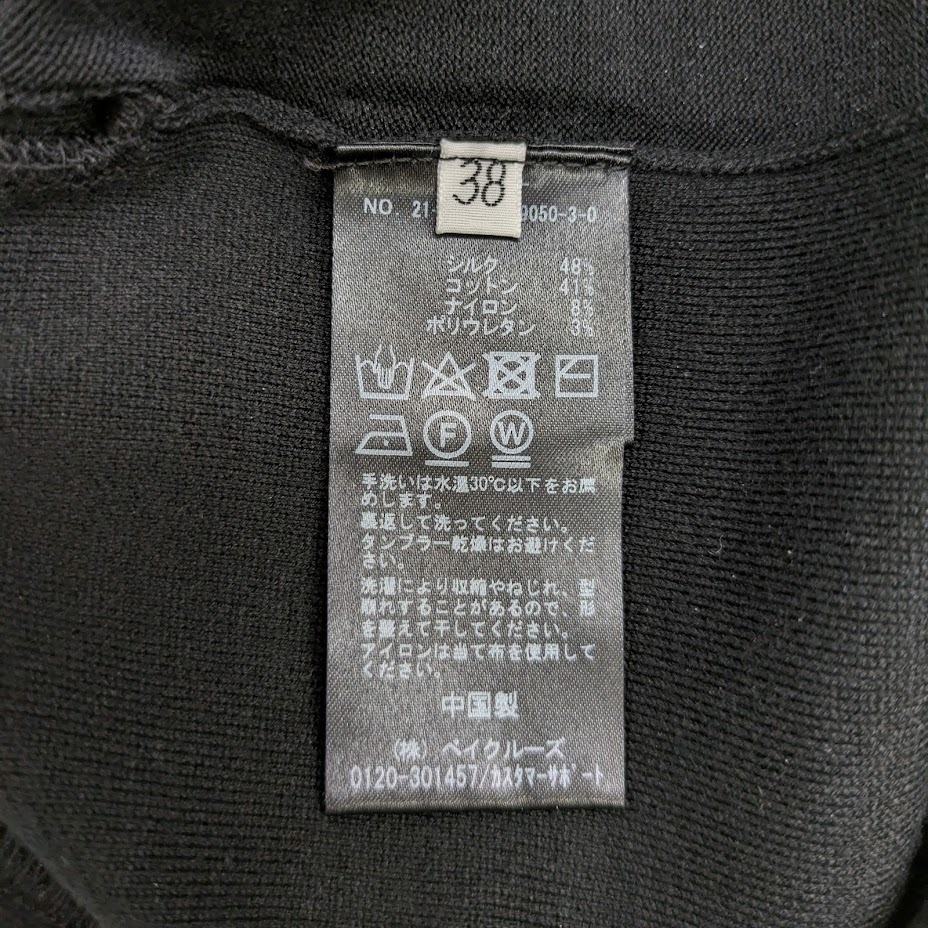 38
NO 21- 9050-3-0
シルク 48%
コットン 41%
ナイロン 8%
ポリウレタン 3%
F W
手洗いは水温30℃以下をお薦
めします。
裏返して洗ってください。
タンブラー乾燥はお避けくだ
さい。
洗濯により収縮やねじれ、型
崩れすることがあるので、形
を整えて干してください。
アイロンは当て布を使用して
ください。
中国製
(株) ベイクルーズ
0120-301457/カスタマーサポート